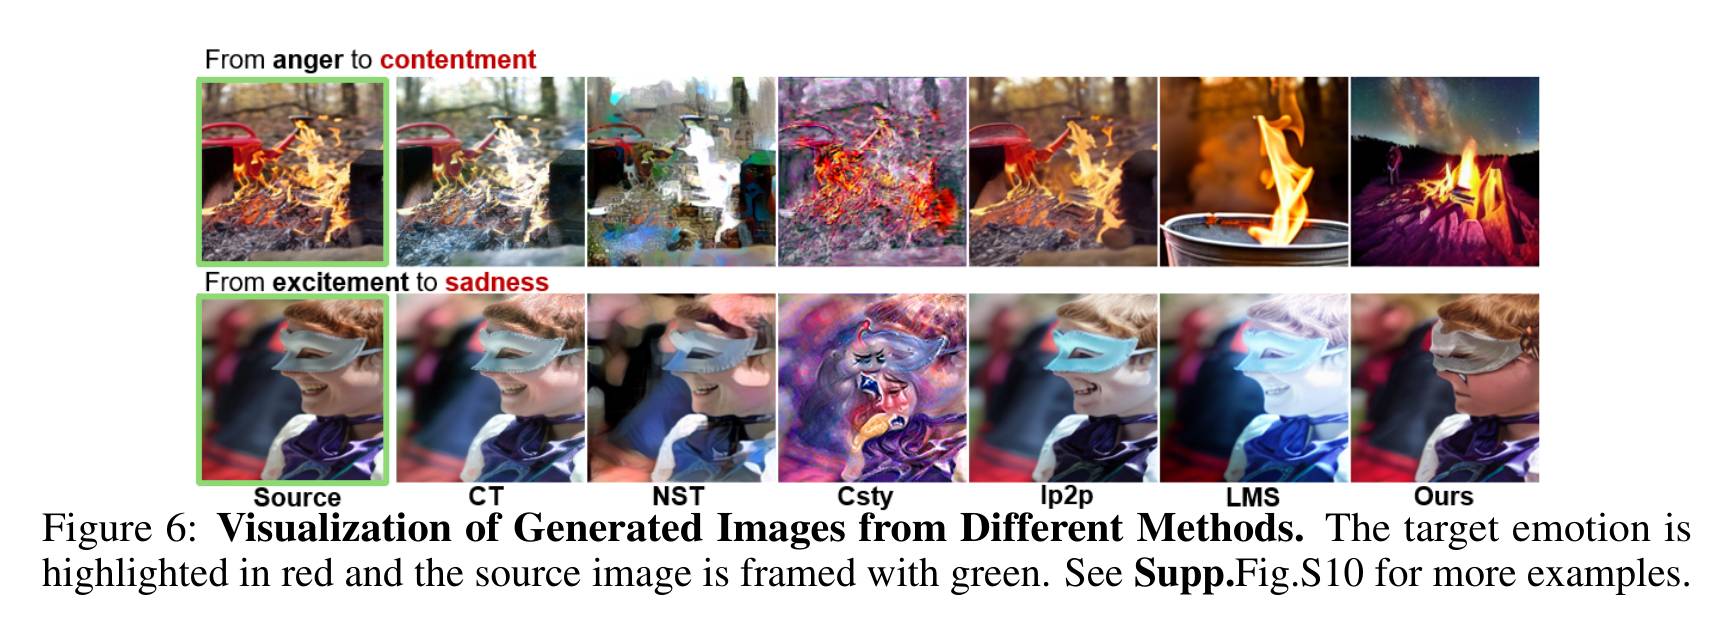 From anger to contentment
From excitement to sadness
Source CT NST Csty Ip2p LMS Ours
Figure 6: Visualization of Generated Images from Different Methods. The target emotion is
highlighted in red and the source image is framed with green. See Supp.Fig.S10 for more examples.